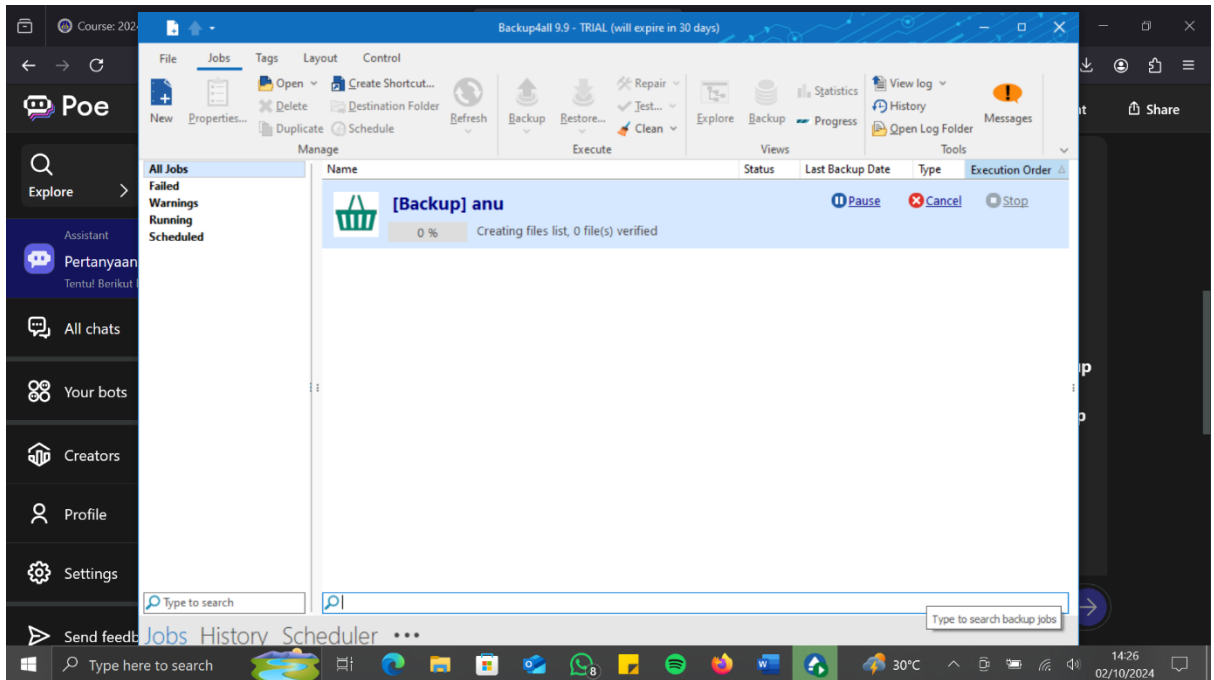 Course: 202
Backup4all 9.9 - TRIAL (will expire in 30 days)
File Jobs Tags Layout Control
Poe
Share
New
Properties...
Open
Delete
Duplicate
Create Shortcut...
Destination Folder
Schedule
Refresh
Manage
Backup
Restore...
Repair
Test...
Clean
Execute
Explore
Backup
Statistics
Progress
Views
View log
History
Open Log Folder
Messages
Tools
Explore
Assistant
Pertanyaan
Tentu! Berikut
All chats
Your bots
Creators
Profile
Settings
Send feedb
All Jobs
Failed
Warnings
Running
Scheduled
Name Status Last Backup Date Type Execution Order
[Backup] anu
Pause Cancel Stop
0 % Creating files list, 0 file(s) verified
Type to search
Type to search backup jobs
Jobs History Scheduler
Type here to search
8
W
30°C
14:26
02/10/2024